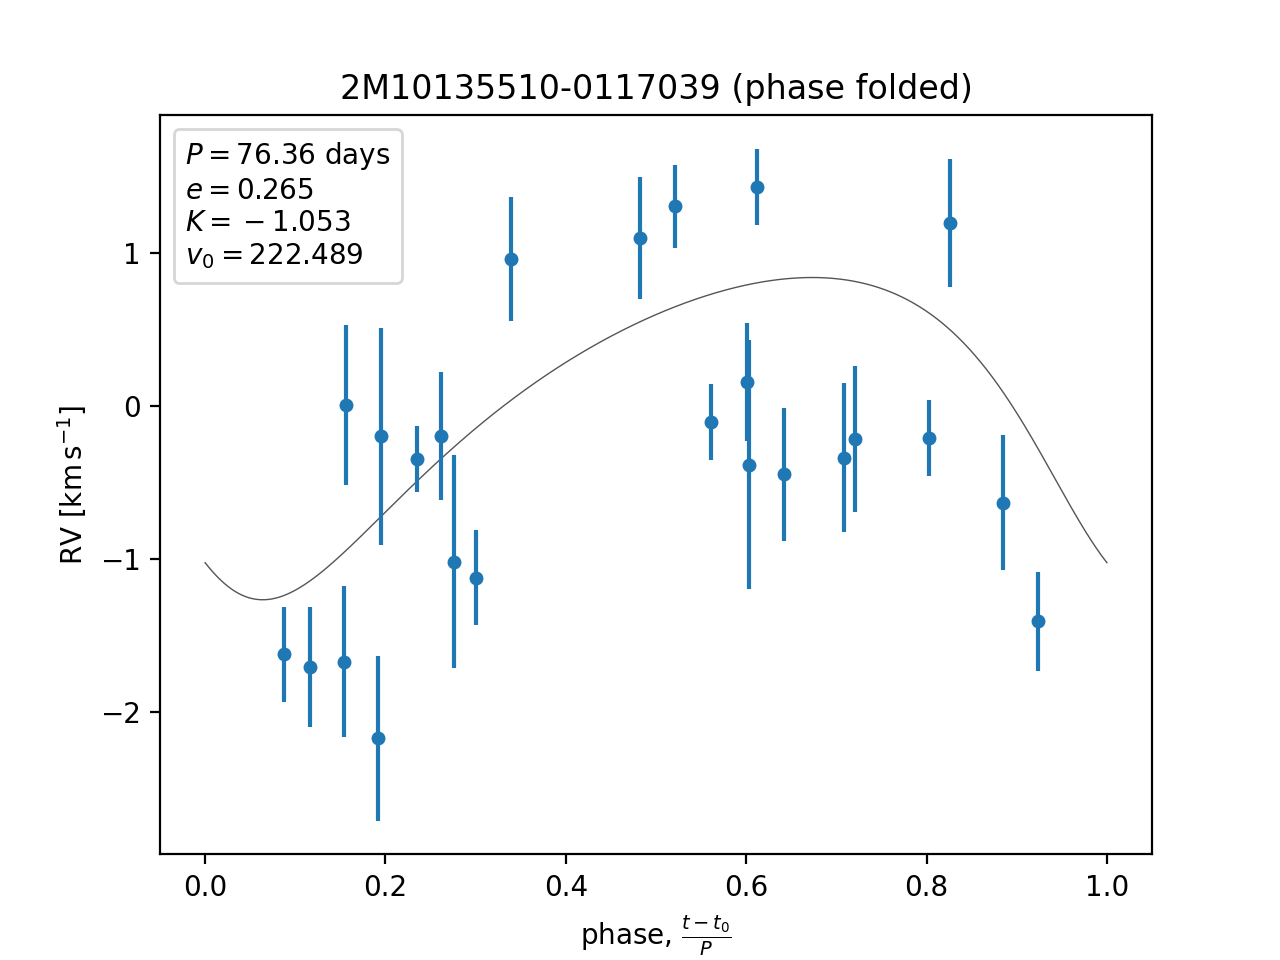 2M10135510-0117039 (phase folded)
P = 76.36 days
e = 0.265
K = −1.053
v₀ = 222.489
RV [km s⁻¹]
1
0
−1
−2
0.0 0.2 0.4 0.6 0.8 1.0
phase, (t − t₀)/P